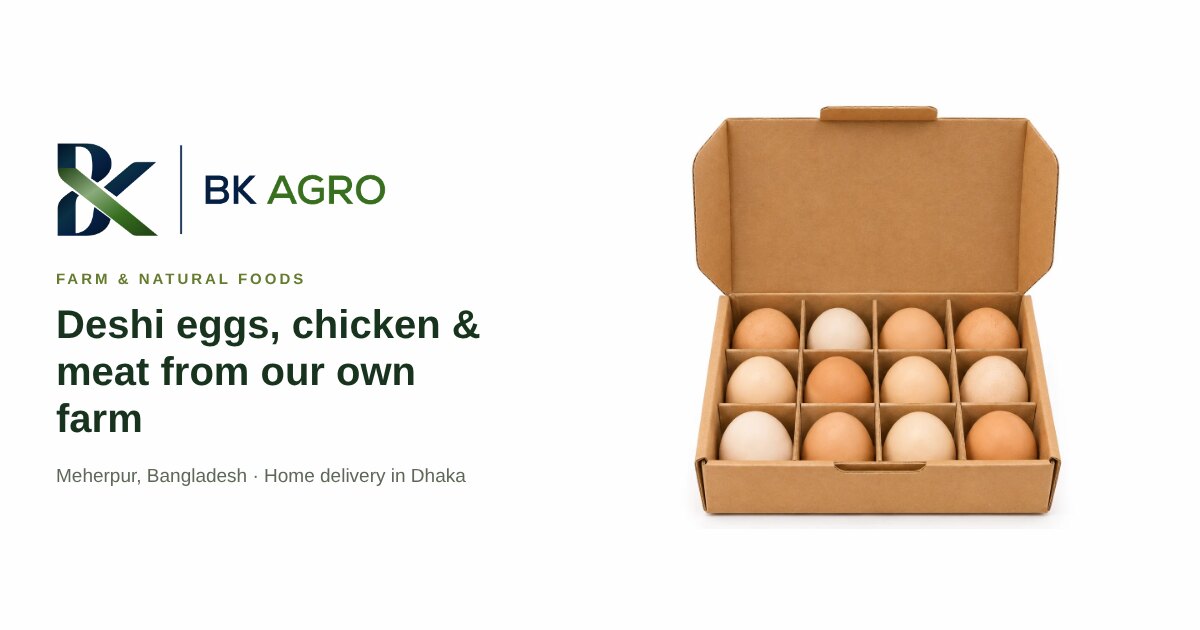 BK
BK AGRO
FARM & NATURAL FOODS
Deshi eggs, chicken &
meat from our own
farm
Meherpur, Bangladesh · Home delivery in Dhaka